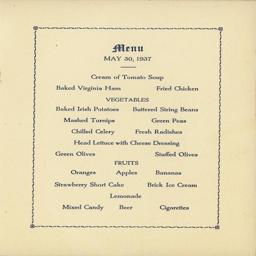 Menu
MAY 30, 1937
Cream of Tomato Soup
Baked Virginia Ham Fried Chicken
VEGETABLES
Baked Irish Potatoes Buttered String Beans
Mashed Turnips Green Peas
Chilled Celery Fresh Radishes
Head Lettuce with Cheese Dressing
Green Olives Stuffed Olives
FRUITS
Oranges Apples Bananas
Strawberry Short Cake Brick Ice Cream
Lemonade
Mixed Candy Beer Cigarettes